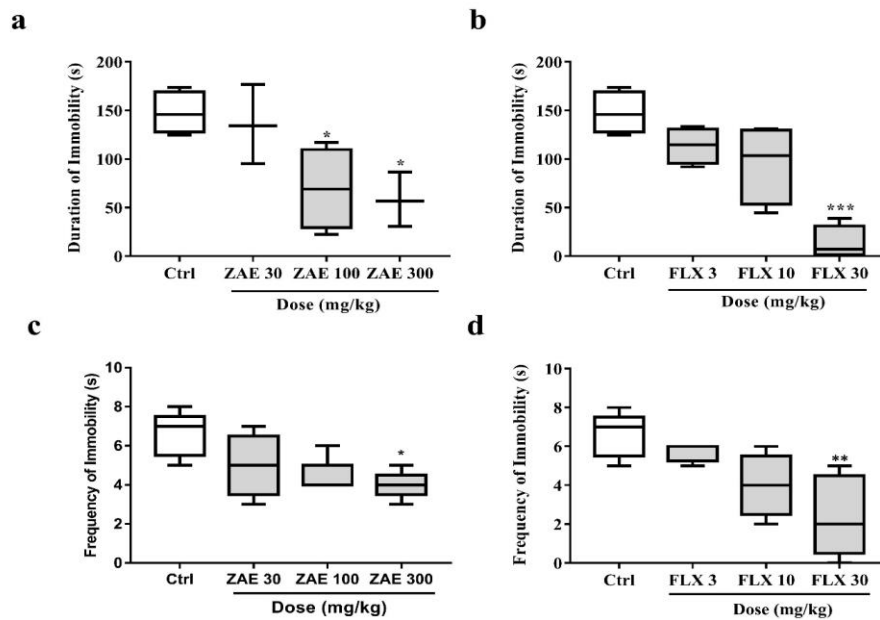 a
Duration of Immobility (s)
200
150
100
50
0
*
*
Ctrl ZAE 30 ZAE 100 ZAE 300
Dose (mg/kg)
b
Duration of Immobility (s)
200
150
100
50
0
***
Ctrl FLX 3 FLX 10 FLX 30
Dose (mg/kg)
c
Frequency of Immobility (s)
10
8
6
4
2
0
*
Ctrl ZAE 30 ZAE 100 ZAE 300
Dose (mg/kg)
d
Frequency of Immobility (s)
10
8
6
4
2
0
**
Ctrl FLX 3 FLX 10 FLX 30
Dose (mg/kg)